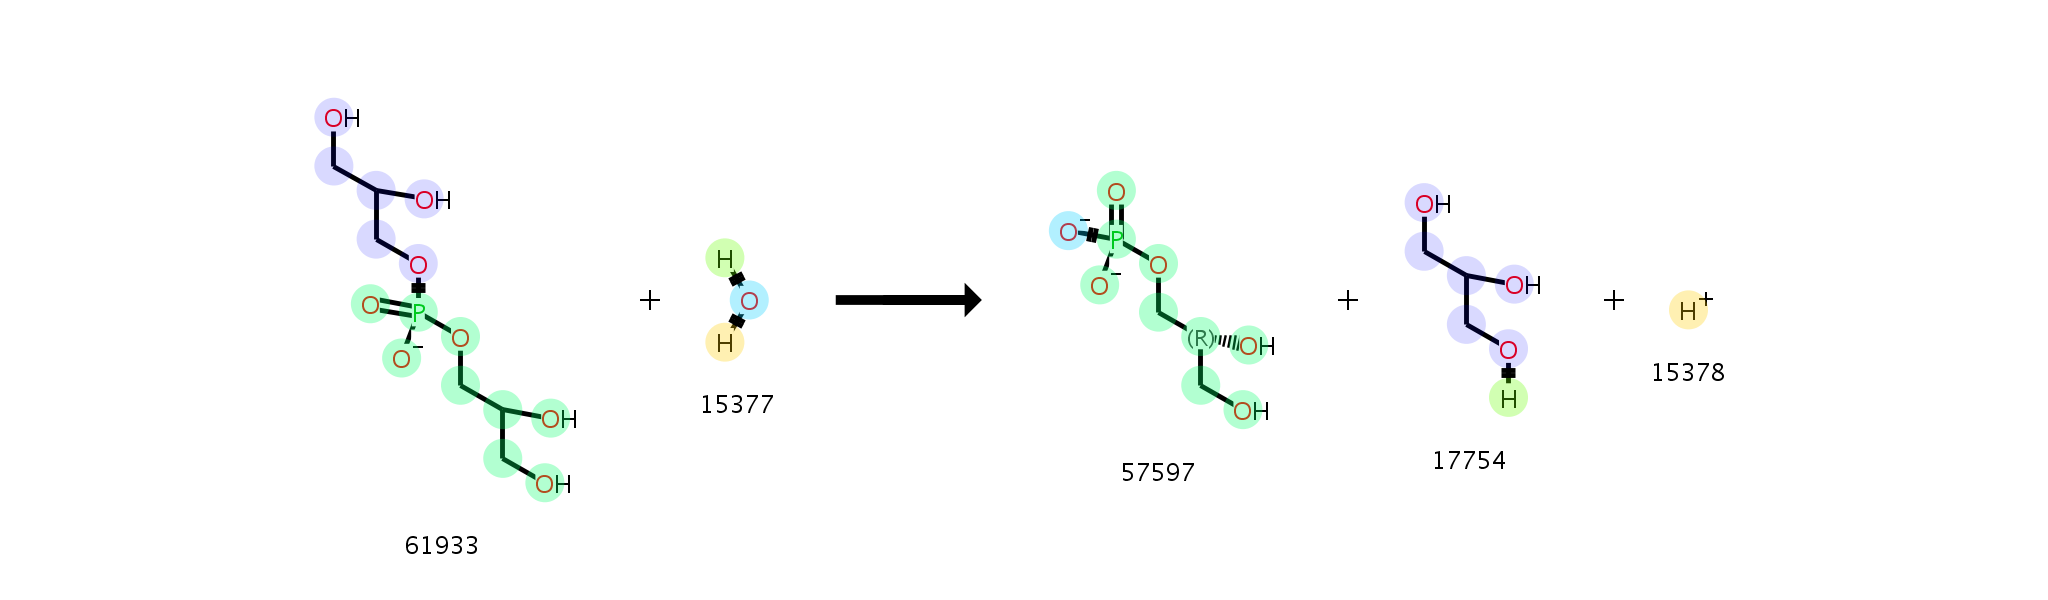 OH
OH
O
O
P
O
O⁻
OH
OH
61933
+
H
O
H
15377
O
O⁻
P
O
O⁻
(R)
OH
OH
57597
+
OH
OH
O
H
17754
+
H⁺
15378